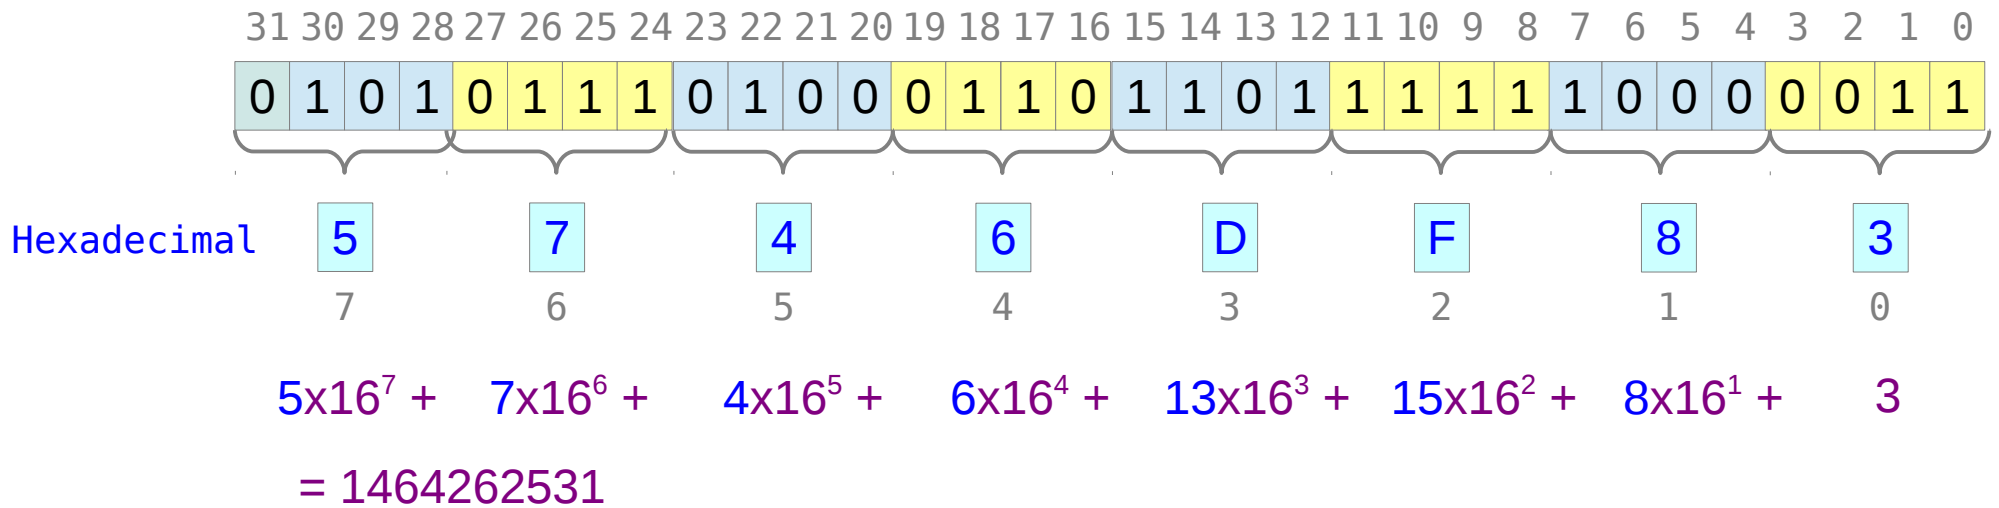 31 30 29 28 27 26 25 24 23 22 21 20 19 18 17 16 15 14 13 12 11 10 9 8 7 6 5 4 3 2 1 0
0 1 0 1 0 1 1 1 0 1 0 0 0 1 1 0 1 1 0 1 1 1 1 1 1 0 0 0 0 0 1 1
Hexadecimal 5 7 4 6 D F 8 3
7 6 5 4 3 2 1 0
5x16⁷ + 7x16⁶ + 4x16⁵ + 6x16⁴ + 13x16³ + 15x16² + 8x16¹ + 3
= 1464262531